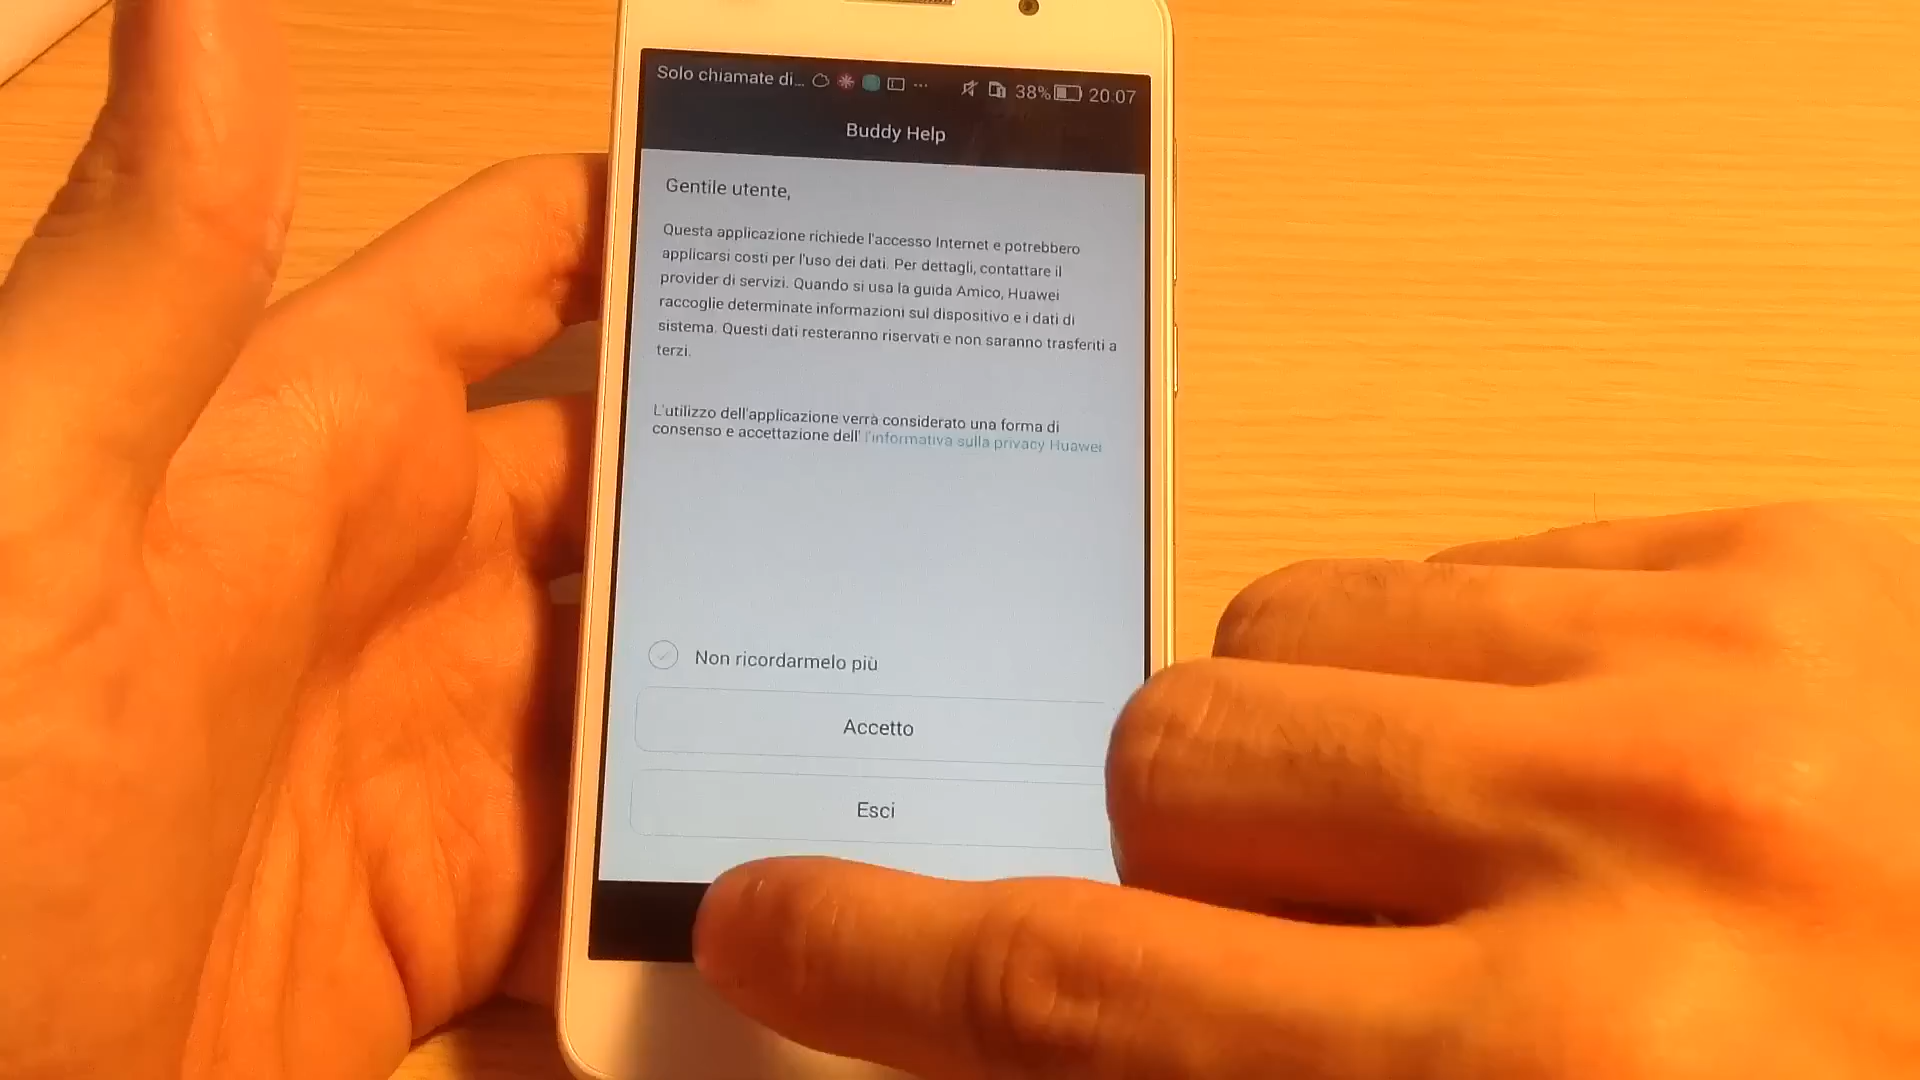 Solo chiamate di... ... 38% 20:07
Buddy Help
Gentile utente,
Questa applicazione richiede l'accesso Internet e potrebbero
applicarsi costi per l'uso dei dati. Per dettagli, contattare il
provider di servizi. Quando si usa la guida Amico, Huawei
raccoglie determinate informazioni sul dispositivo e i dati di
sistema. Questi dati resteranno riservati e non saranno trasferiti a
terzi.
L'utilizzo dell'applicazione verrà considerato una forma di
consenso e accettazione dell' l'informativa sulla privacy Huawei
Non ricordarmelo più
Accetto
Esci